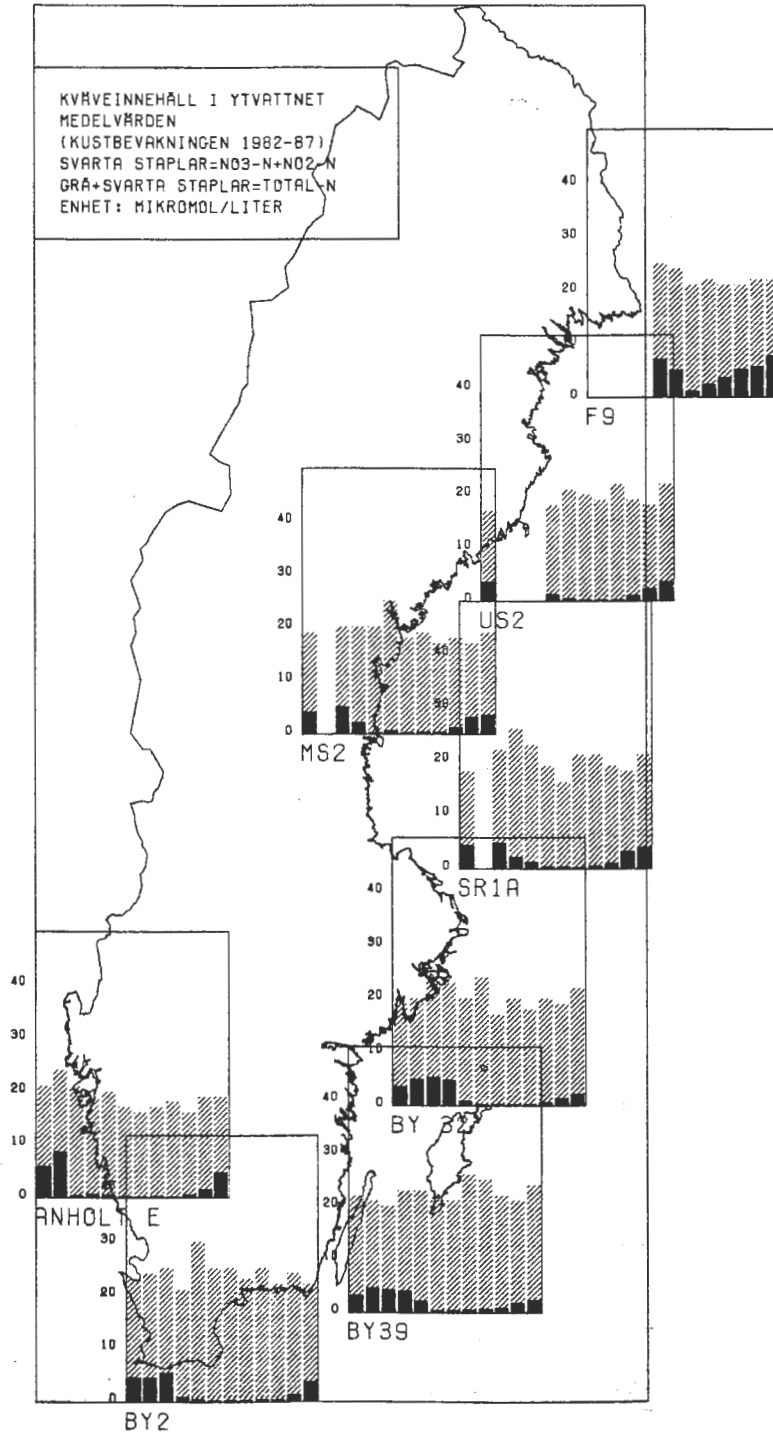 KVÄVEINNEHÅLL I YTVATTNET
MEDELVÄRDEN
(KUSTBEVAKNINGEN 1982-87)
SVARTA STAPLAR=NO3-N+NO2-N
GRÅ+SVARTA STAPLAR=TOTAL-N
ENHET: MIKROMOL/LITER
40
30
20
10
0
F9
40
30
20
10
0
US2
40
30
20
10
0
MS2
40
30
20
10
0
SR1A
40
30
20
10
0
BY 32
40
30
20
10
0
ANHOLT E
40
30
20
10
0
BY39
30
20
10
0
BY2